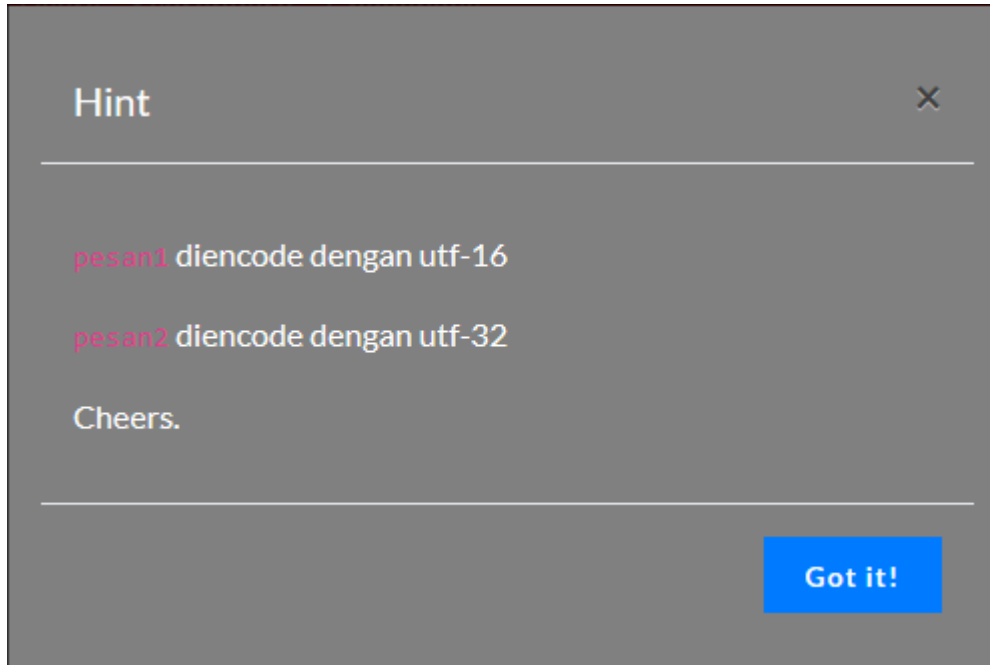 Hint ×
pesan1 diencode dengan utf-16
pesan2 diencode dengan utf-32
Cheers.
Got it!